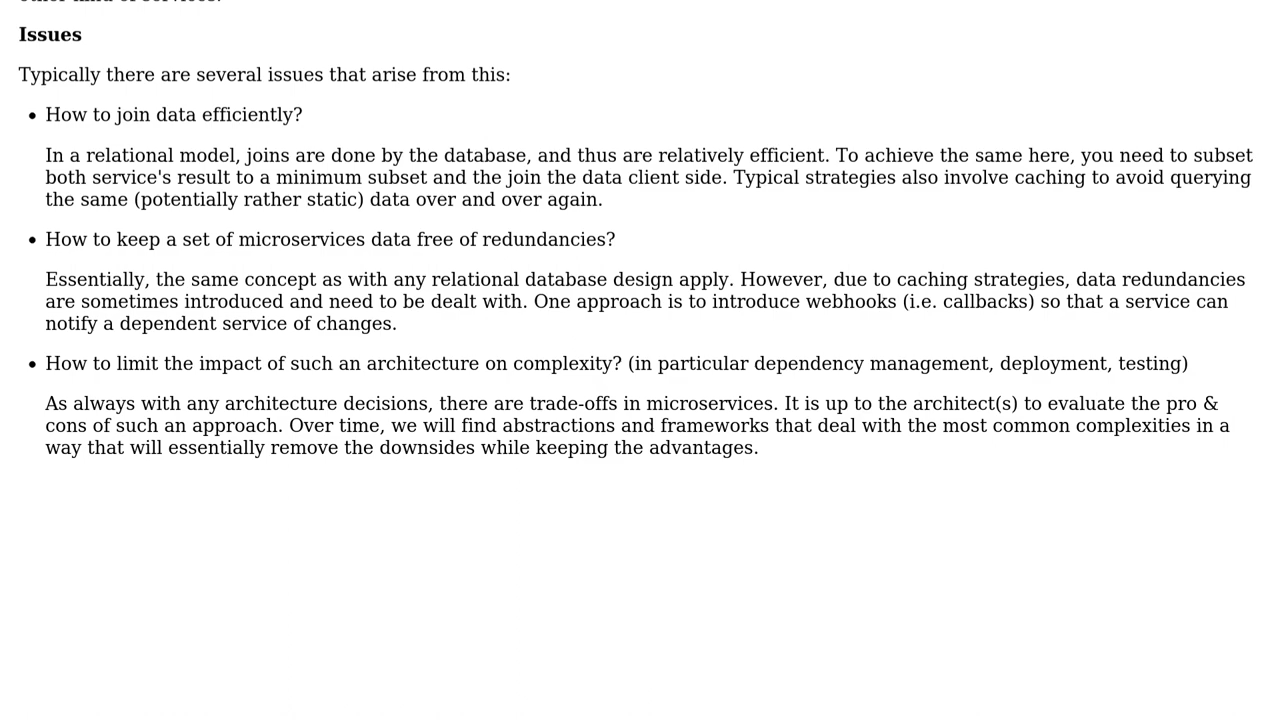 Issues
Typically there are several issues that arise from this:
• How to join data efficiently?
In a relational model, joins are done by the database, and thus are relatively efficient. To achieve the same here, you need to subset
both service's result to a minimum subset and the join the data client side. Typical strategies also involve caching to avoid querying
the same (potentially rather static) data over and over again.
• How to keep a set of microservices data free of redundancies?
Essentially, the same concept as with any relational database design apply. However, due to caching strategies, data redundancies
are sometimes introduced and need to be dealt with. One approach is to introduce webhooks (i.e. callbacks) so that a service can
notify a dependent service of changes.
• How to limit the impact of such an architecture on complexity? (in particular dependency management, deployment, testing)
As always with any architecture decisions, there are trade-offs in microservices. It is up to the architect(s) to evaluate the pro &
cons of such an approach. Over time, we will find abstractions and frameworks that deal with the most common complexities in a
way that will essentially remove the downsides while keeping the advantages.